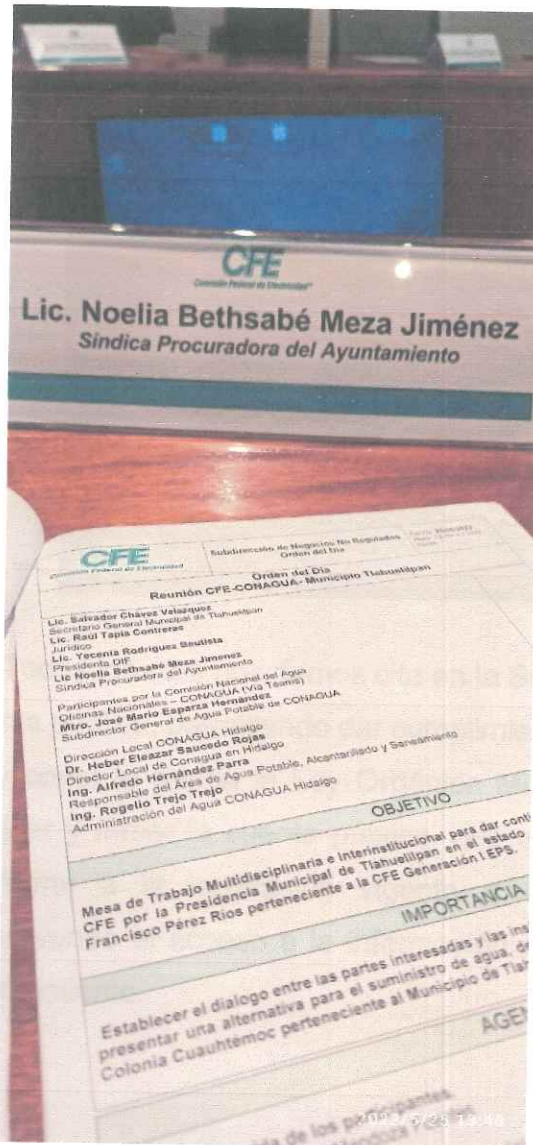 CFE
Comisión Federal de Electricidad
Lic. Noelia Bethsabé Meza Jiménez
Síndica Procuradora del Ayuntamiento
CFE
Comisión Federal de Electricidad
Subdirección de Negocios No Regulados
Orden del Día
Orden del Día
Reunión CFE-CONAGUA- Municipio Tlahuelilpan
Lic. Salvador Chávez Velazquez
Secretario General Municipal de Tlahuelilpan
Lic. Raúl Tapia Contreras
Jurídico
Lic. Yecenia Rodríguez Bautista
Presidenta DIF
Lic Noelia Bethsabé Meza Jimenez
Síndica Procuradora del Ayuntamiento
Participantes por la Comisión Nacional del Agua
Oficinas Nacionales – CONAGUA (Vía Teams)
Mtro. José Mario Esparza Hernández
Subdirector General de Agua Potable de CONAGUA
Dirección Local CONAGUA Hidalgo
Dr. Heber Eleazar Saucedo Rojas
Director Local de Conagua en Hidalgo
Ing. Alfredo Hernández Parra
Responsable del Área de Agua Potable, Alcantarillado y Saneamiento
Ing. Rogelio Trejo Trejo
Administración del Agua CONAGUA Hidalgo
OBJETIVO
Mesa de Trabajo Multidisciplinaria e Interinstitucional para dar conti
CFE por la Presidencia Municipal de Tlahuelilpan en el estado
Francisco Pérez Ríos perteneciente a la CFE Generación I EPS.
IMPORTANCIA
Establecer el dialogo entre las partes interesadas y las ins
presentar una alternativa para el suministro de agua, de
Colonia Cuauhtémoc perteneciente al Municipio de Tlah
AGEN
ida de los participantes